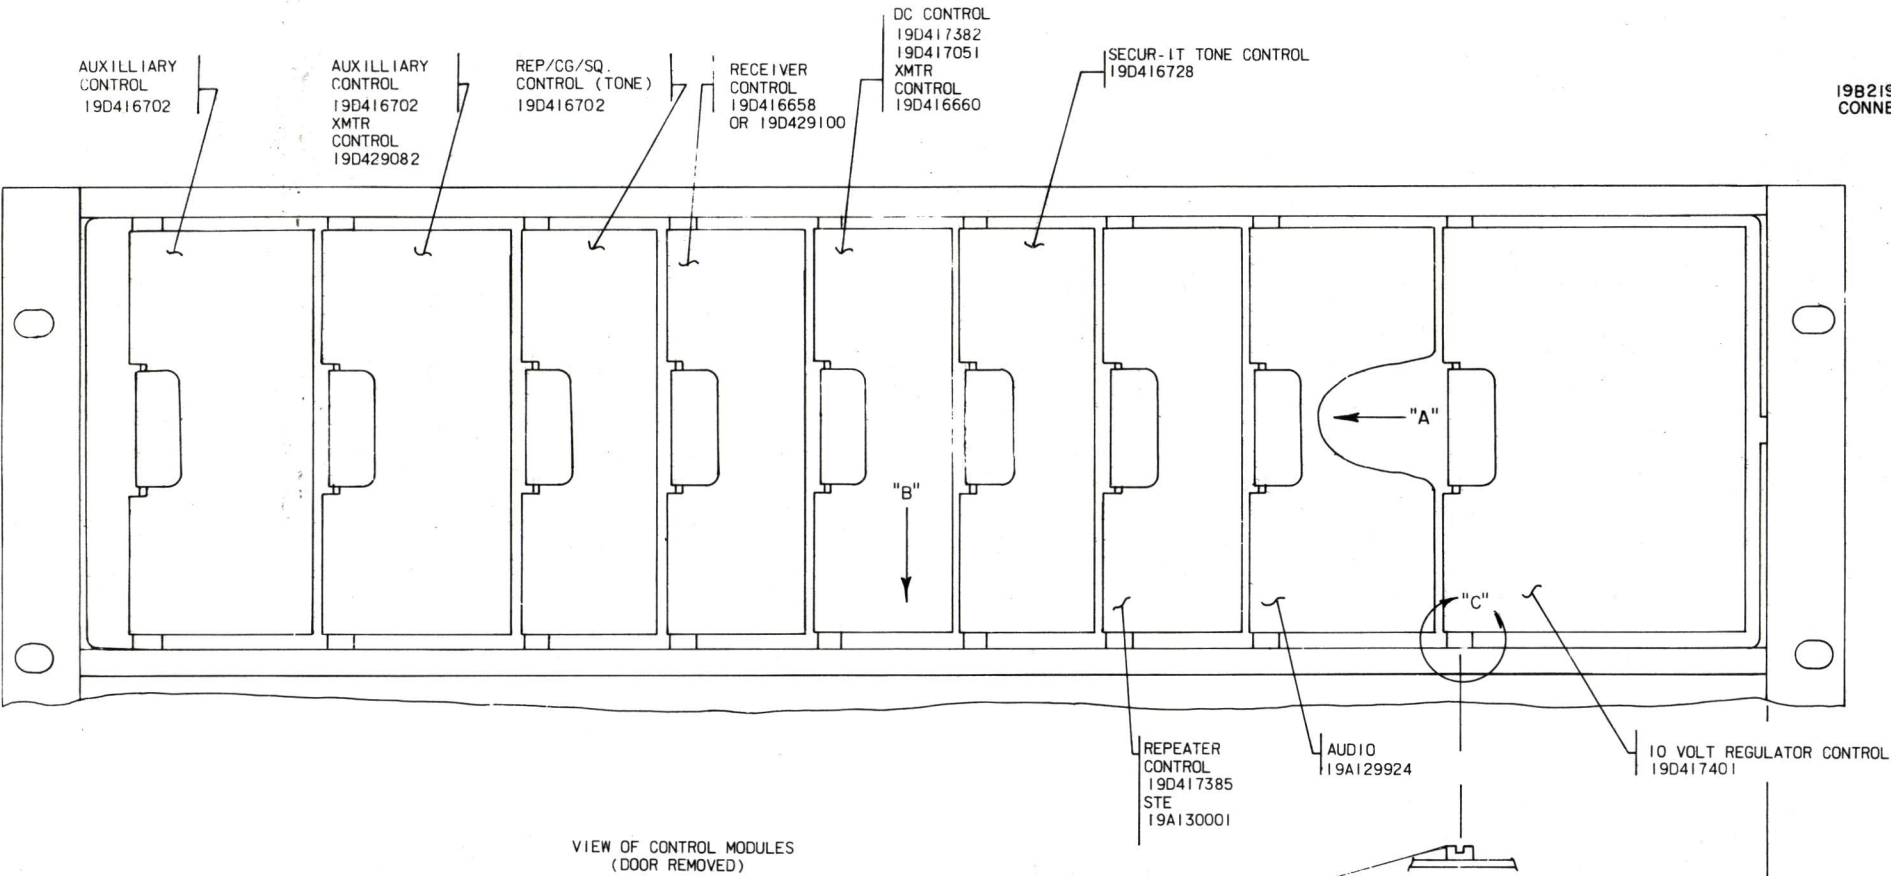 AUXILLIARY
CONTROL
19D416702
AUXILLIARY
CONTROL
19D416702
XMTR
CONTROL
19D429082
REP/CG/SQ.
CONTROL (TONE)
19D416702
RECEIVER
CONTROL
19D416658
OR 19D429100
DC CONTROL
19D417382
19D417051
XMTR
CONTROL
19D416660
SECUR-IT TONE CONTROL
19D416728
19B219
CONNE
"A"
"B"
"C"
REPEATER
CONTROL
19D417385
STE
19A130001
AUDIO
19A129924
10 VOLT REGULATOR CONTROL
19D417401
VIEW OF CONTROL MODULES
(DOOR REMOVED)